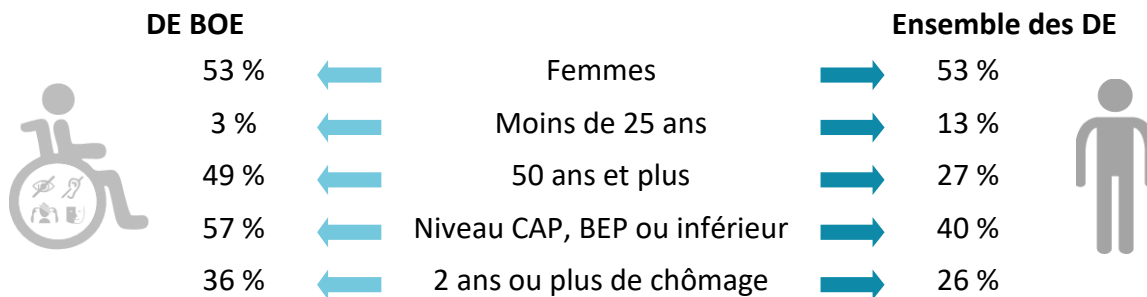 DE BOE Ensemble des DE
53 % Femmes 53 %
3 % Moins de 25 ans 13 %
49 % 50 ans et plus 27 %
57 % Niveau CAP, BEP ou inférieur 40 %
36 % 2 ans ou plus de chômage 26 %